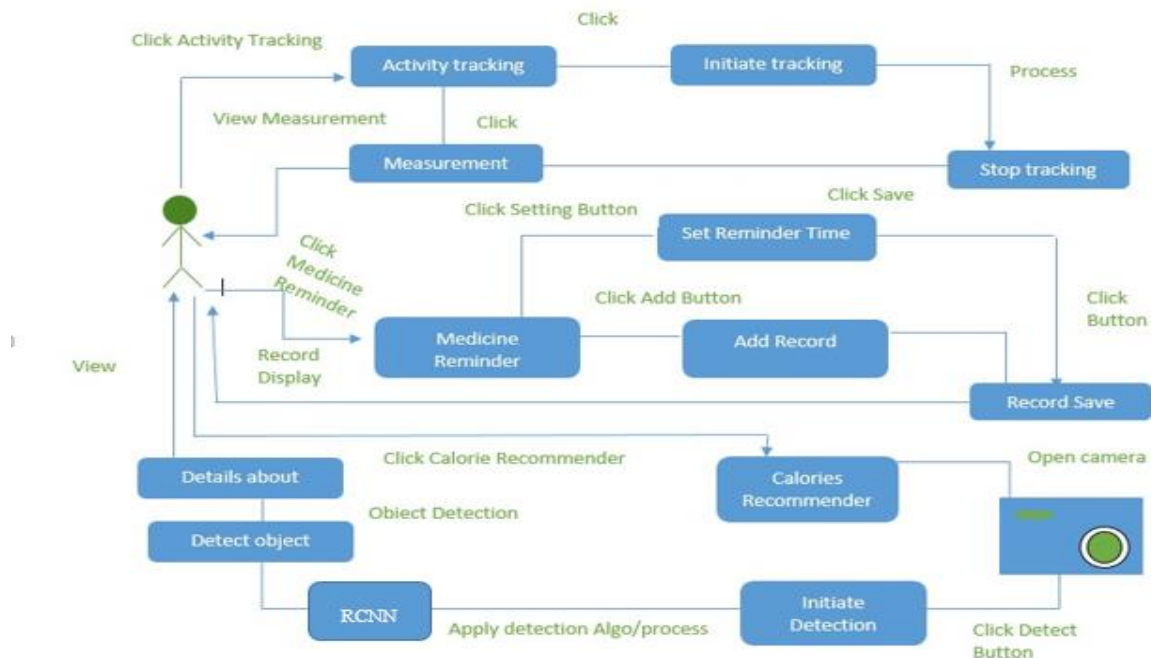 Click
Click Activity Tracking
Activity tracking
Initiate tracking
Process
View Measurement
Click
Measurement
Stop tracking
Click Setting Button
Click Save
Set Reminder Time
Click
Medicine
Reminder
Click Add Button
Click
Button
Medicine
Reminder
Add Record
Record
Display
View
Record Save
Click Calorie Recommender
Open camera
Details about
Calories
Recommender
Obiect Detection
Detect object
RCNN
Initiate
Detection
Apply detection Algo/process
Click Detect
Button